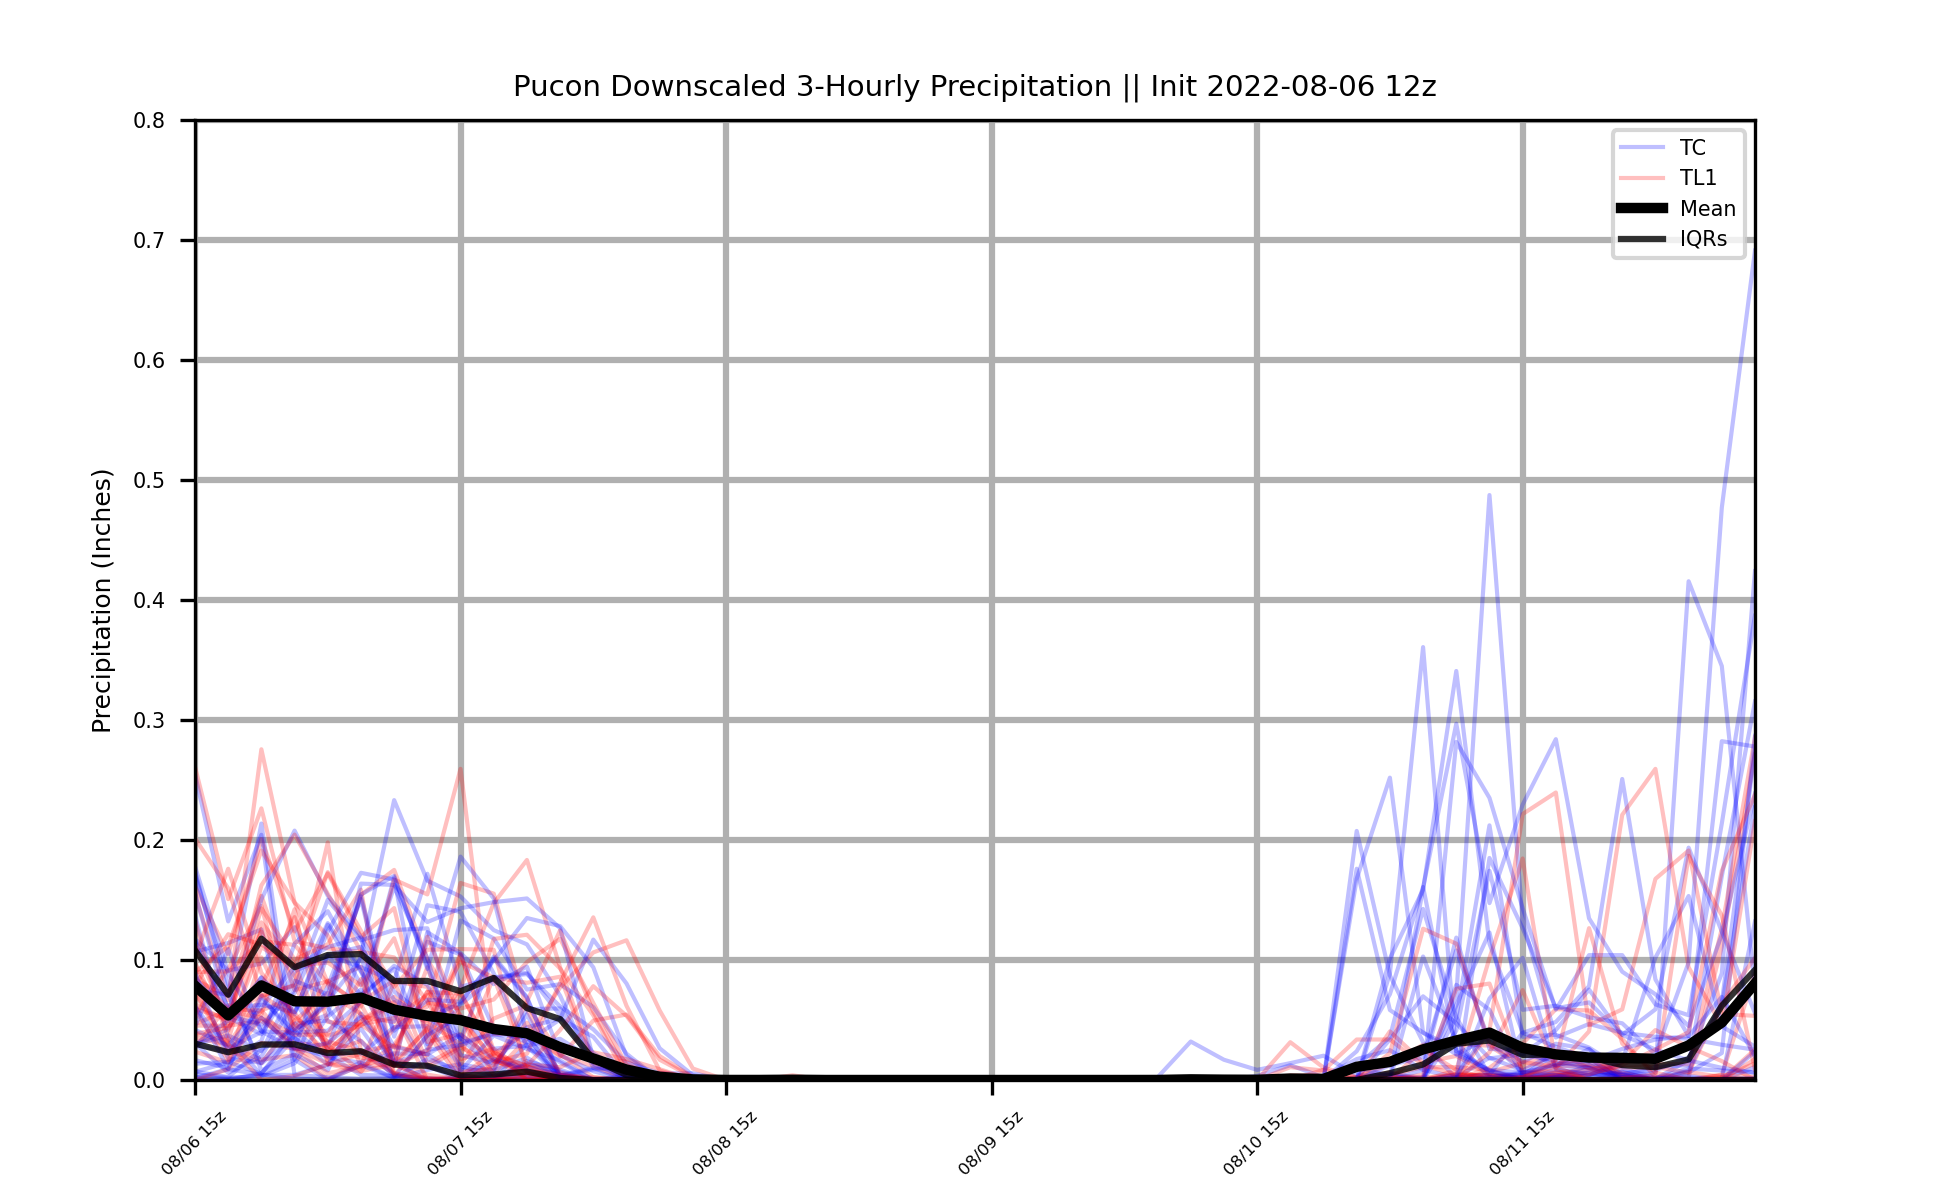 Pucon Downscaled 3-Hourly Precipitation || Init 2022-08-06 12z
TC
TL1
Mean
IQRs
Precipitation (Inches)
0.8
0.7
0.6
0.5
0.4
0.3
0.2
0.1
0.0
08/06 15z
08/07 15z
08/08 15z
08/09 15z
08/10 15z
08/11 15z